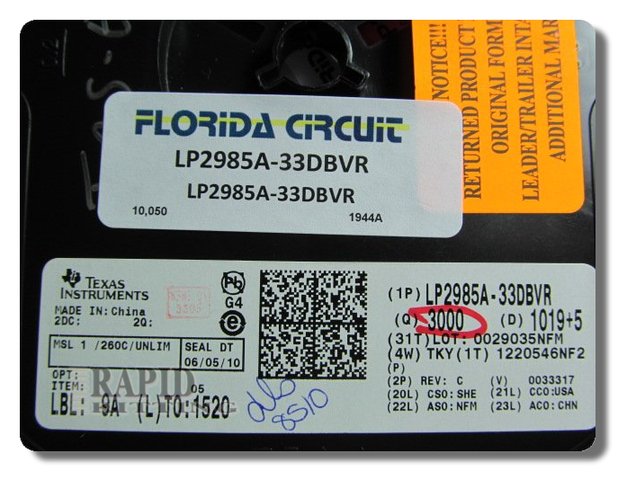 NOTICE!!!
RETURNED PRODUCT
ORIGINAL FORM
LEADER/TRAILER INTA
ADDITIONAL MAR
FLORIDA CIRCUIT
LP2985A-33DBVR
LP2985A-33DBVR
10,050 1944A
TEXAS INSTRUMENTS
MADE IN:China
2DC: 2Q:
G4
e
MSL 1 /260C/UNLIM SEAL DT
06/05/10
OPT:
ITEM: 05
LBL: 9A (L)TO:1520
RAPID
8510
(1P) LP2985A-33DBVR
(Q) 3000 (D) 1019+5
(31T)LOT: 0029035NFM
(4W) TKY(1T) 1220546NF2
(P)
(2P) REV: C (V) 0033317
(20L) CSO:SHE (21L) CCO:USA
(22L) ASO:NFM (23L) ACO:CHN